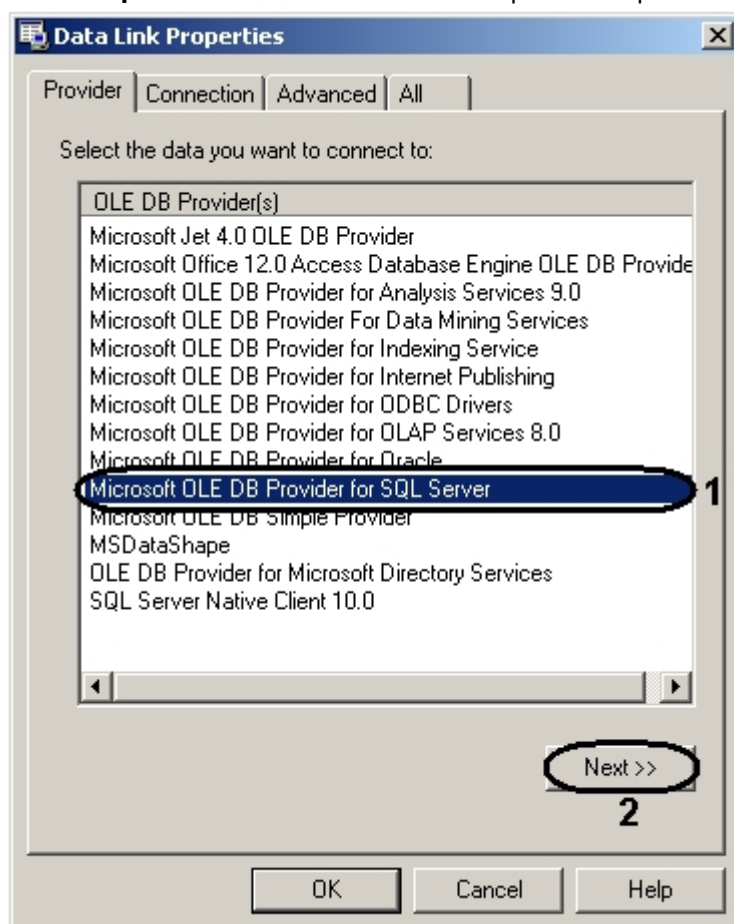 Data Link Properties
Provider Connection Advanced All
Select the data you want to connect to:
OLE DB Provider(s)
Microsoft Jet 4.0 OLE DB Provider
Microsoft Office 12.0 Access Database Engine OLE DB Provide
Microsoft OLE DB Provider for Analysis Services 9.0
Microsoft OLE DB Provider For Data Mining Services
Microsoft OLE DB Provider for Indexing Service
Microsoft OLE DB Provider for Internet Publishing
Microsoft OLE DB Provider for ODBC Drivers
Microsoft OLE DB Provider for OLAP Services 8.0
Microsoft OLE DB Provider for Oracle
Microsoft OLE DB Provider for SQL Server 1
Microsoft OLE DB Simple Provider
MSDataShape
OLE DB Provider for Microsoft Directory Services
SQL Server Native Client 10.0
Next >>
2
OK Cancel Help